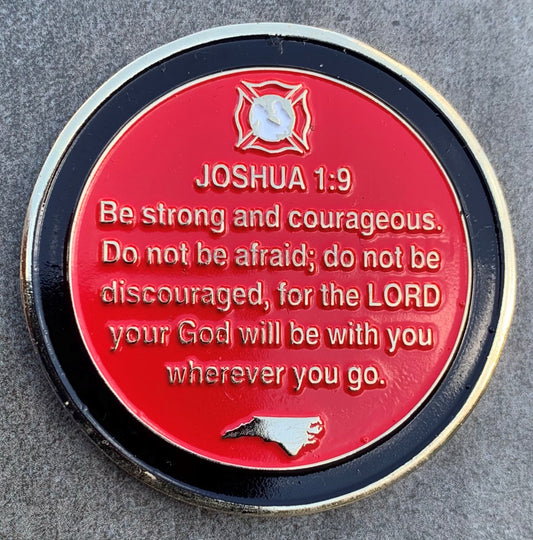 JOSHUA 1:9
Be strong and courageous.
Do not be afraid; do not be
discouraged, for the LORD
your God will be with you
wherever you go.